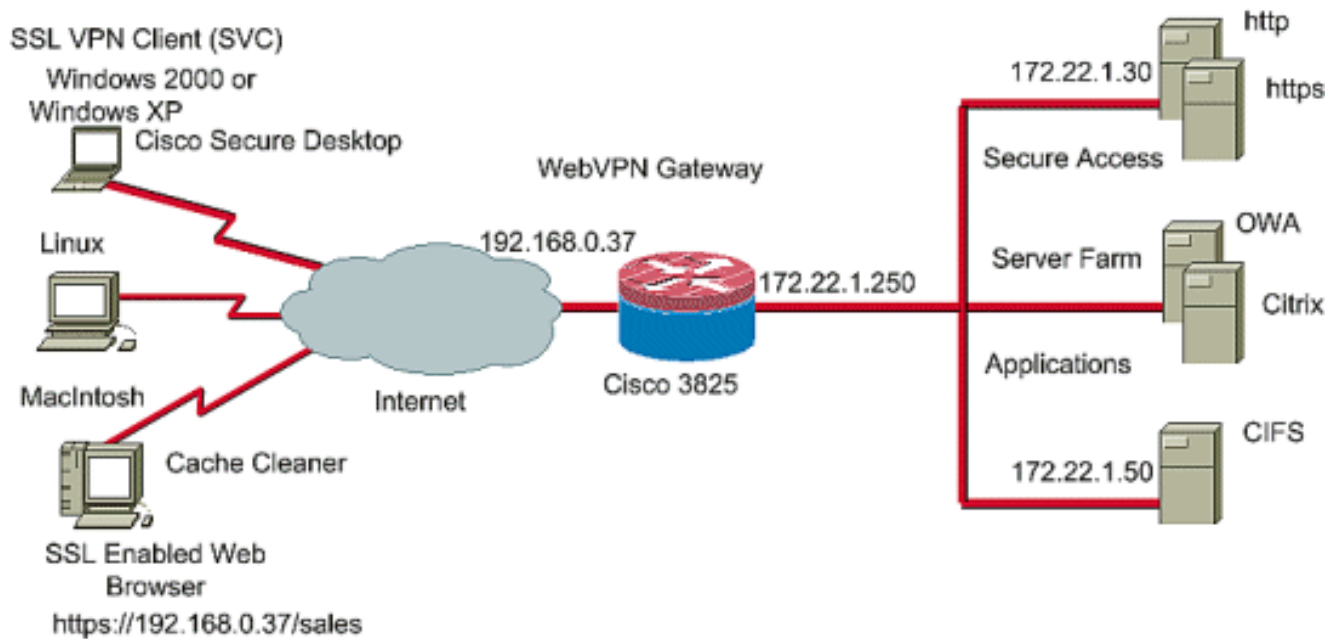 SSL VPN Client (SVC)
Windows 2000 or
Windows XP
Cisco Secure Desktop
Linux
MacIntosh
Cache Cleaner
SSL Enabled Web
Browser
https://192.168.0.37/sales
Internet
WebVPN Gateway
192.168.0.37
172.22.1.250
Cisco 3825
http
172.22.1.30
https
Secure Access
OWA
Server Farm
Citrix
Applications
CIFS
172.22.1.50